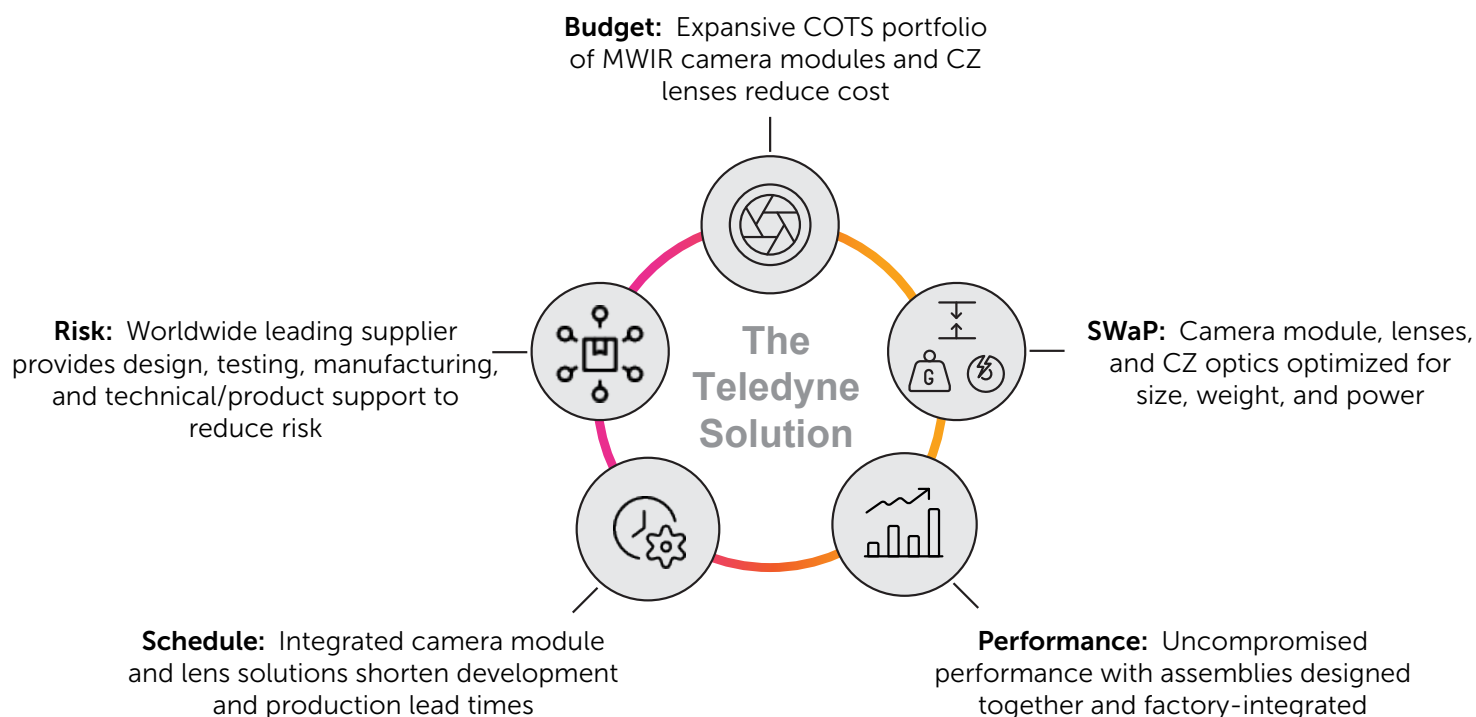 Budget: Expansive COTS portfolio
of MWIR camera modules and CZ
lenses reduce cost
The
Teledyne
Solution
G
SWaP: Camera module, lenses,
and CZ optics optimized for
size, weight, and power
Performance: Uncompromised
performance with assemblies designed
together and factory-integrated
Schedule: Integrated camera module
and lens solutions shorten development
and production lead times
Risk: Worldwide leading supplier
provides design, testing, manufacturing,
and technical/product support to
reduce risk